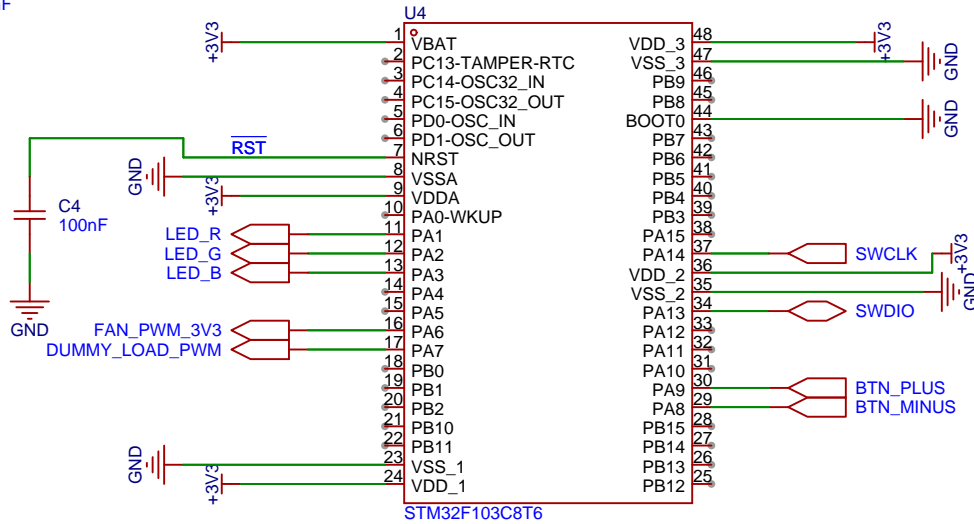 nF
U4
+3V3
1 VBAT
2 PC13-TAMPER-RTC
3 PC14-OSC32_IN
4 PC15-OSC32_OUT
5 PD0-OSC_IN
6 PD1-OSC_OUT
RST
7 NRST
GND
8 VSSA
+3V3
9 VDDA
10 PA0-WKUP
C4
100nF
GND
LED_R
11 PA1
LED_G
12 PA2
LED_B
13 PA3
14 PA4
15 PA5
FAN_PWM_3V3
16 PA6
DUMMY_LOAD_PWM
17 PA7
18 PB0
19 PB1
20 PB2
21 PB10
22 PB11
GND
23 VSS_1
+3V3
24 VDD_1
VDD_3 48
+3V3
VSS_3 47
GND
PB9 46
PB8 45
BOOT0 44
GND
PB7 43
PB6 42
PB5 41
PB4 40
PB3 39
PA15 38
PA14 37
SWCLK
VDD_2 36
+3V3
VSS_2 35
GND
PA13 34
SWDIO
PA12 33
PA11 32
PA10 31
PA9 30
BTN_PLUS
PA8 29
BTN_MINUS
PB15 28
PB14 27
PB13 26
PB12 25
STM32F103C8T6